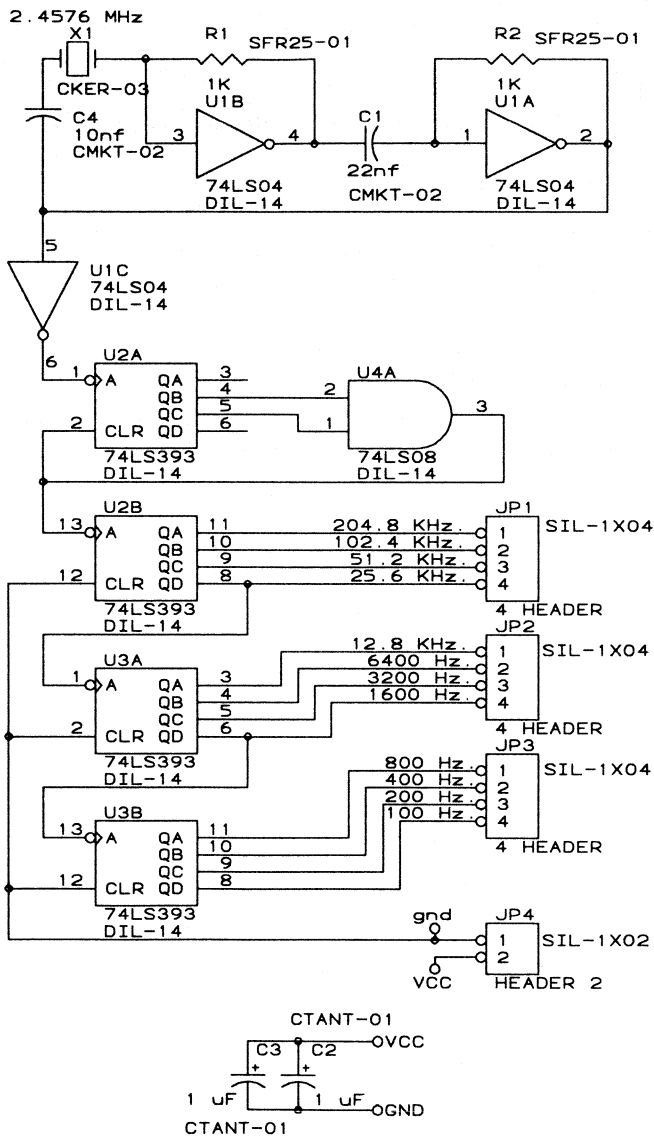 2.4576 MHz
X1
CKER-03
C4
10nf
CMKT-02
R1
SFR25-01
1K
U1B
3
4
74LS04
DIL-14
C1
22nf
CMKT-02
R2
SFR25-01
1K
U1A
1
2
74LS04
DIL-14
5
U1C
74LS04
DIL-14
6
U2A
1 A QA 3
QB 4
QC 5
2 CLR QD 6
74LS393
DIL-14
U4A
2
1
3
74LS08
DIL-14
U2B
13 A QA 11 204.8 KHz.
QB 10 102.4 KHz.
QC 9 51.2 KHz.
12 CLR QD 8 25.6 KHz.
74LS393
DIL-14
JP1
1 SIL-1X04
2
3
4
4 HEADER
U3A
1 A QA 3 12.8 KHz.
QB 4 6400 Hz.
QC 5 3200 Hz.
2 CLR QD 6 1600 Hz.
74LS393
DIL-14
JP2
1 SIL-1X04
2
3
4
4 HEADER
U3B
13 A QA 11 800 Hz.
QB 10 400 Hz.
QC 9 200 Hz.
12 CLR QD 8 100 Hz.
74LS393
DIL-14
JP3
1 SIL-1X04
2
3
4
4 HEADER
gnd
VCC
JP4
1 SIL-1X02
2
HEADER 2
CTANT-01
C3 C2 VCC
+ +
1 uF 1 uF GND
CTANT-01